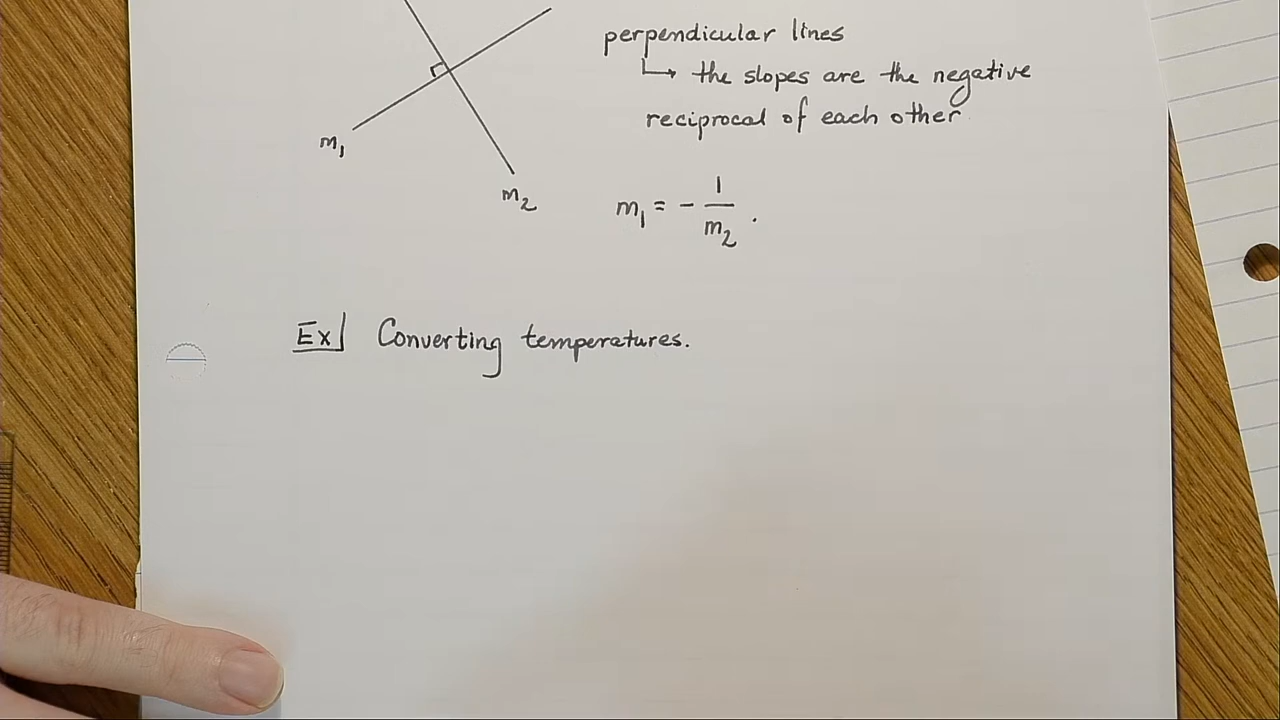 perpendicular lines
↳ the slopes are the negative
reciprocal of each other
m₁
m₂
m₁ = - 1/m₂ .
Ex| Converting temperatures.